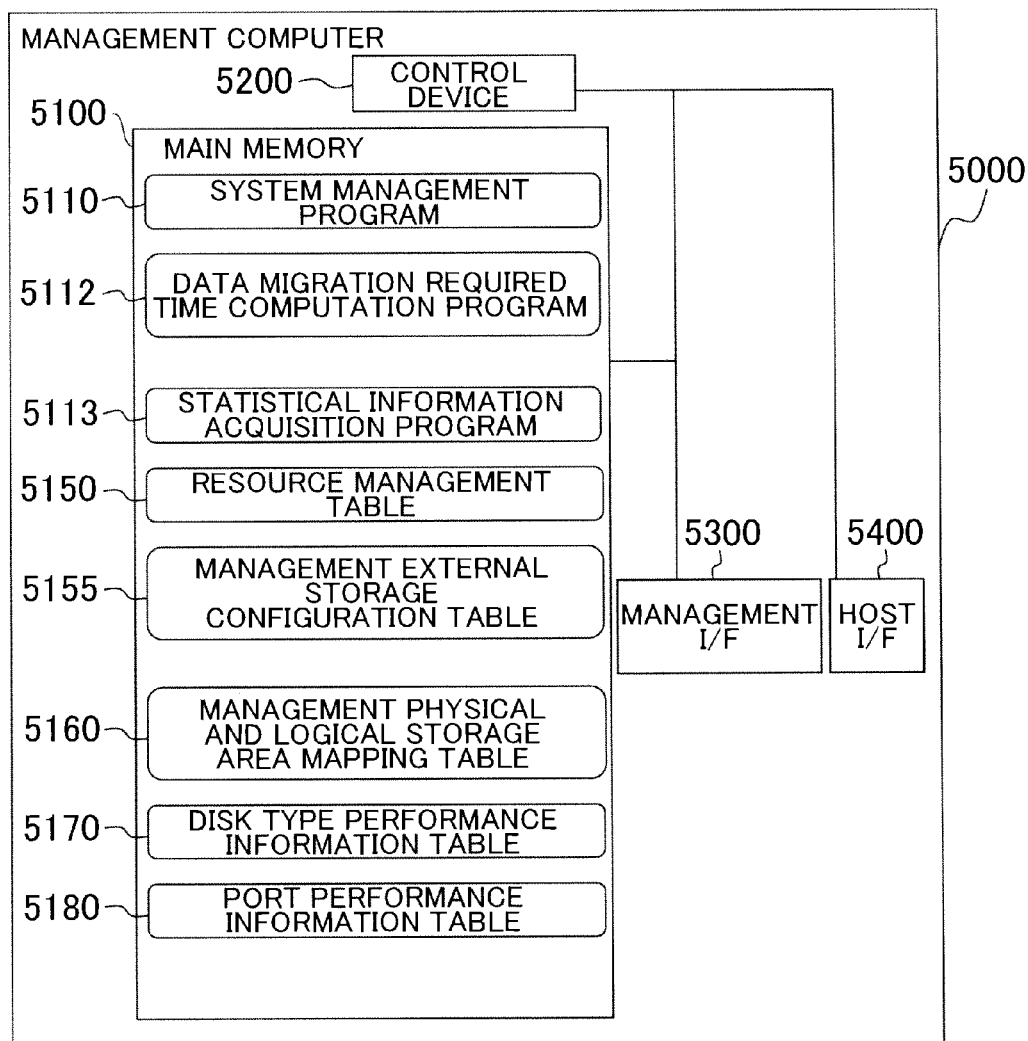 MANAGEMENT COMPUTER
5200
CONTROL
DEVICE
5100
MAIN MEMORY
5110
SYSTEM MANAGEMENT
PROGRAM
5000
5112
DATA MIGRATION REQUIRED
TIME COMPUTATION PROGRAM
5113
STATISTICAL INFORMATION
ACQUISITION PROGRAM
5150
RESOURCE MANAGEMENT
TABLE
5155
MANAGEMENT EXTERNAL
STORAGE
CONFIGURATION TABLE
5300
MANAGEMENT
I/F
5400
HOST
I/F
5160
MANAGEMENT PHYSICAL
AND LOGICAL STORAGE
AREA MAPPING TABLE
5170
DISK TYPE PERFORMANCE
INFORMATION TABLE
5180
PORT PERFORMANCE
INFORMATION TABLE